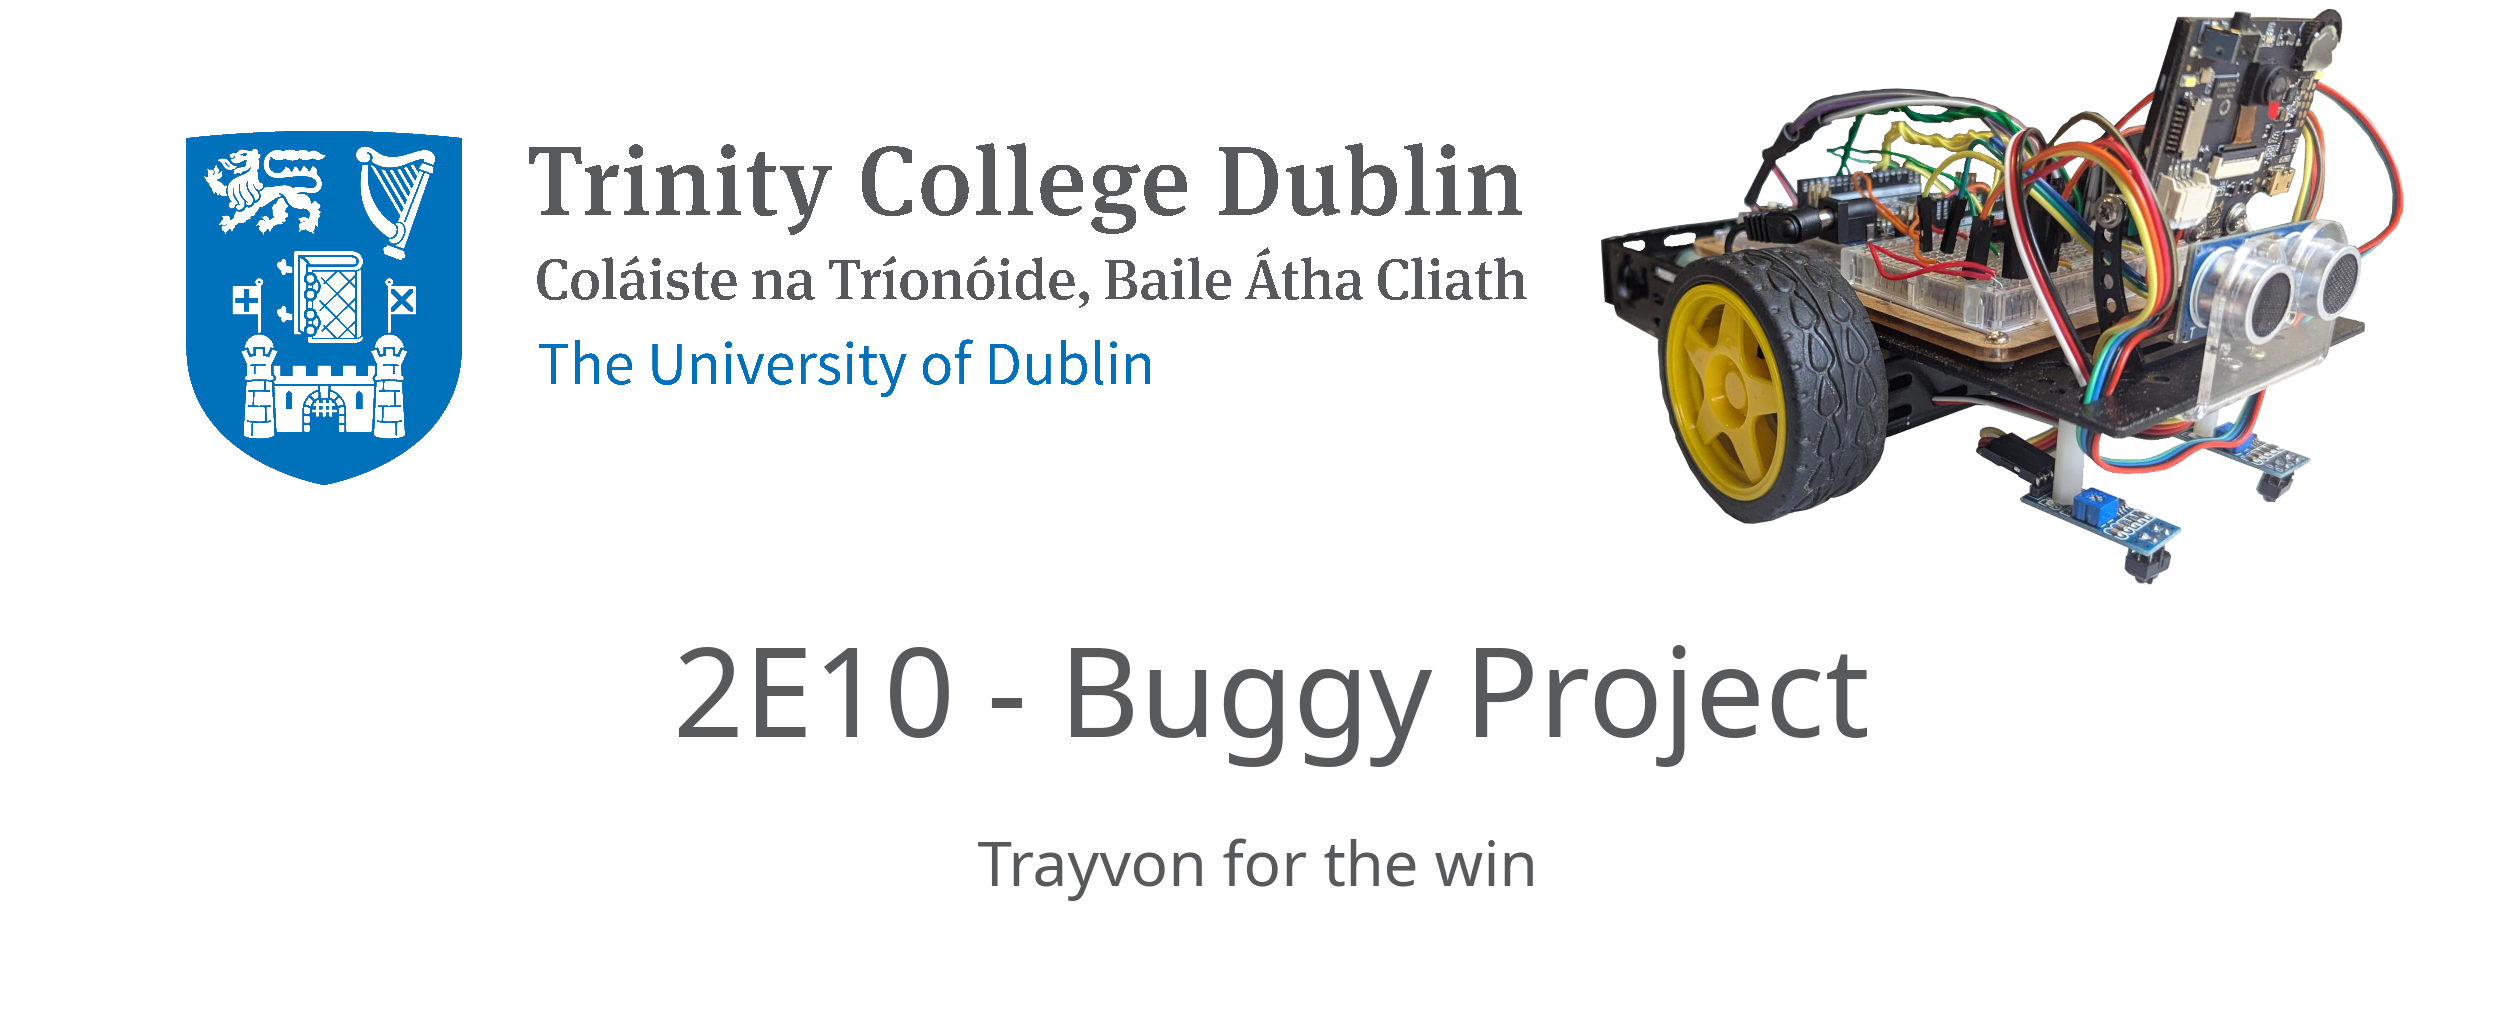 Trinity College Dublin
Coláiste na Tríonóide, Baile Átha Cliath
The University of Dublin
2E10 - Buggy Project
Trayvon for the win